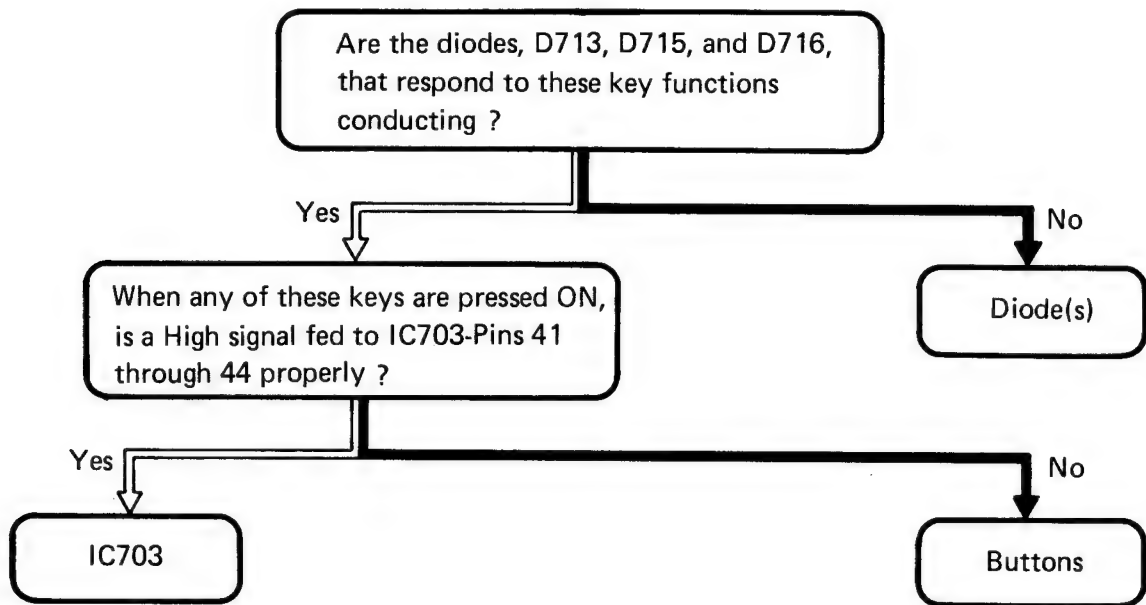 Are the diodes, D713, D715, and D716,
that respond to these key functions
conducting ?
Yes
No
When any of these keys are pressed ON,
is a High signal fed to IC703-Pins 41
through 44 properly ?
Diode(s)
Yes
No
IC703
Buttons